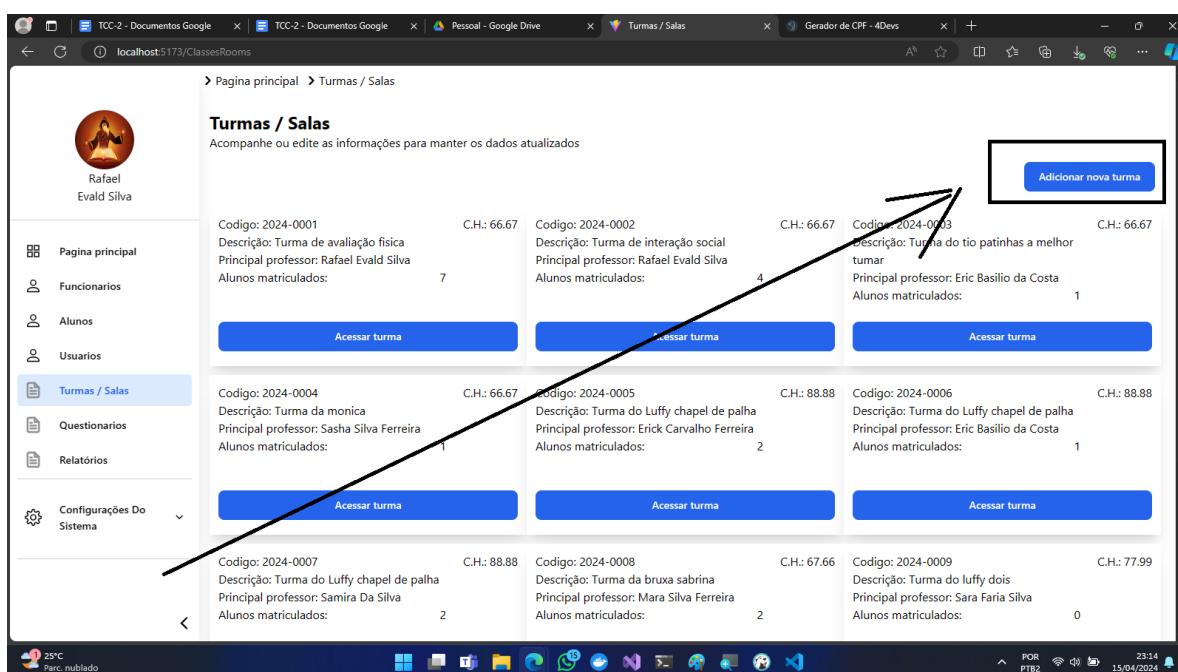 TCC-2 - Documentos Google
TCC-2 - Documentos Google
Pessoal - Google Drive
Turmas / Salas
Gerador de CPF - 4Devs
localhost:5173/ClassesRooms
Pagina principal
Turmas / Salas
Rafael
Evald Silva
Pagina principal
Funcionarios
Alunos
Usuarios
Turmas / Salas
Questionarios
Relatórios
Configurações Do
Sistema
Turmas / Salas
Acompanhe ou edite as informações para manter os dados atualizados
Adicionar nova turma
Codigo: 2024-0001 C.H.: 66.67
Descrição: Turma de avaliação fisica
Principal professor: Rafael Evald Silva
Alunos matriculados: 7
Acessar turma
Codigo: 2024-0002 C.H.: 66.67
Descrição: Turma de interação social
Principal professor: Rafael Evald Silva
Alunos matriculados: 4
Acessar turma
Codigo: 2024-0003 C.H.: 66.67
Descrição: Turma do tio patinhas a melhor
tumar
Principal professor: Eric Basilio da Costa
Alunos matriculados: 1
Acessar turma
Codigo: 2024-0004 C.H.: 66.67
Descrição: Turma da monica
Principal professor: Sasha Silva Ferreira
Alunos matriculados: 1
Acessar turma
Codigo: 2024-0005 C.H.: 88.88
Descrição: Turma do Luffy chapel de palha
Principal professor: Erick Carvalho Ferreira
Alunos matriculados: 2
Acessar turma
Codigo: 2024-0006 C.H.: 88.88
Descrição: Turma do Luffy chapel de palha
Principal professor: Eric Basilio da Costa
Alunos matriculados: 1
Acessar turma
Codigo: 2024-0007 C.H.: 88.88
Descrição: Turma do Luffy chapel de palha
Principal professor: Samira Da Silva
Alunos matriculados: 2
Codigo: 2024-0008 C.H.: 67.66
Descrição: Turma da bruxa sabrina
Principal professor: Mara Silva Ferreira
Alunos matriculados: 2
Codigo: 2024-0009 C.H.: 77.99
Descrição: Turma do luffy dois
Principal professor: Sara Faria Silva
Alunos matriculados: 0
1
25°C
Parc. nublado
POR
PTB2
23:14
15/04/2024